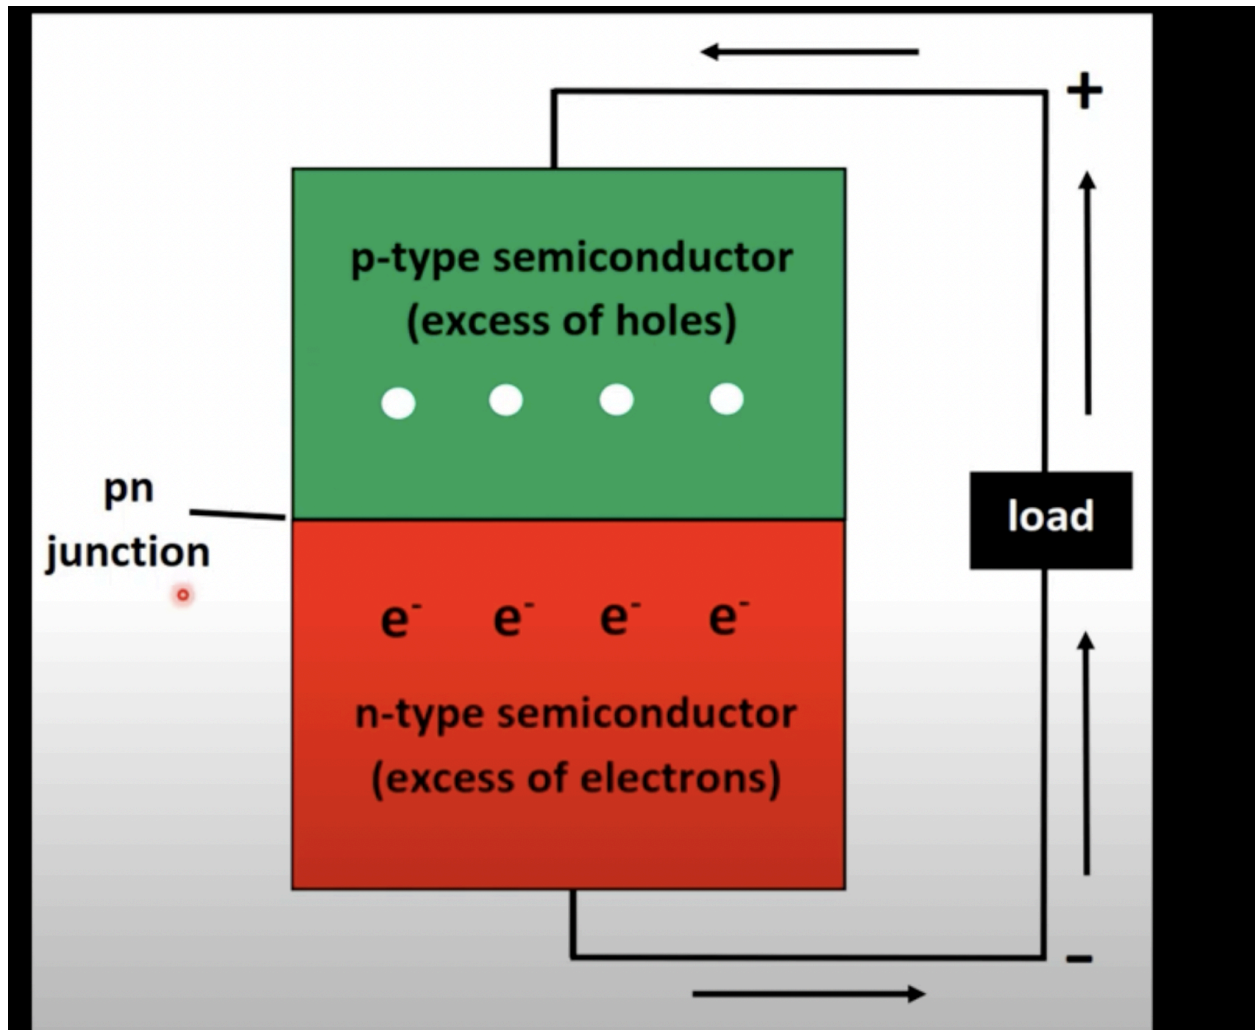 +
p-type semiconductor
(excess of holes)
pn
junction
load
e⁻ e⁻ e⁻ e⁻
n-type semiconductor
(excess of electrons)
-